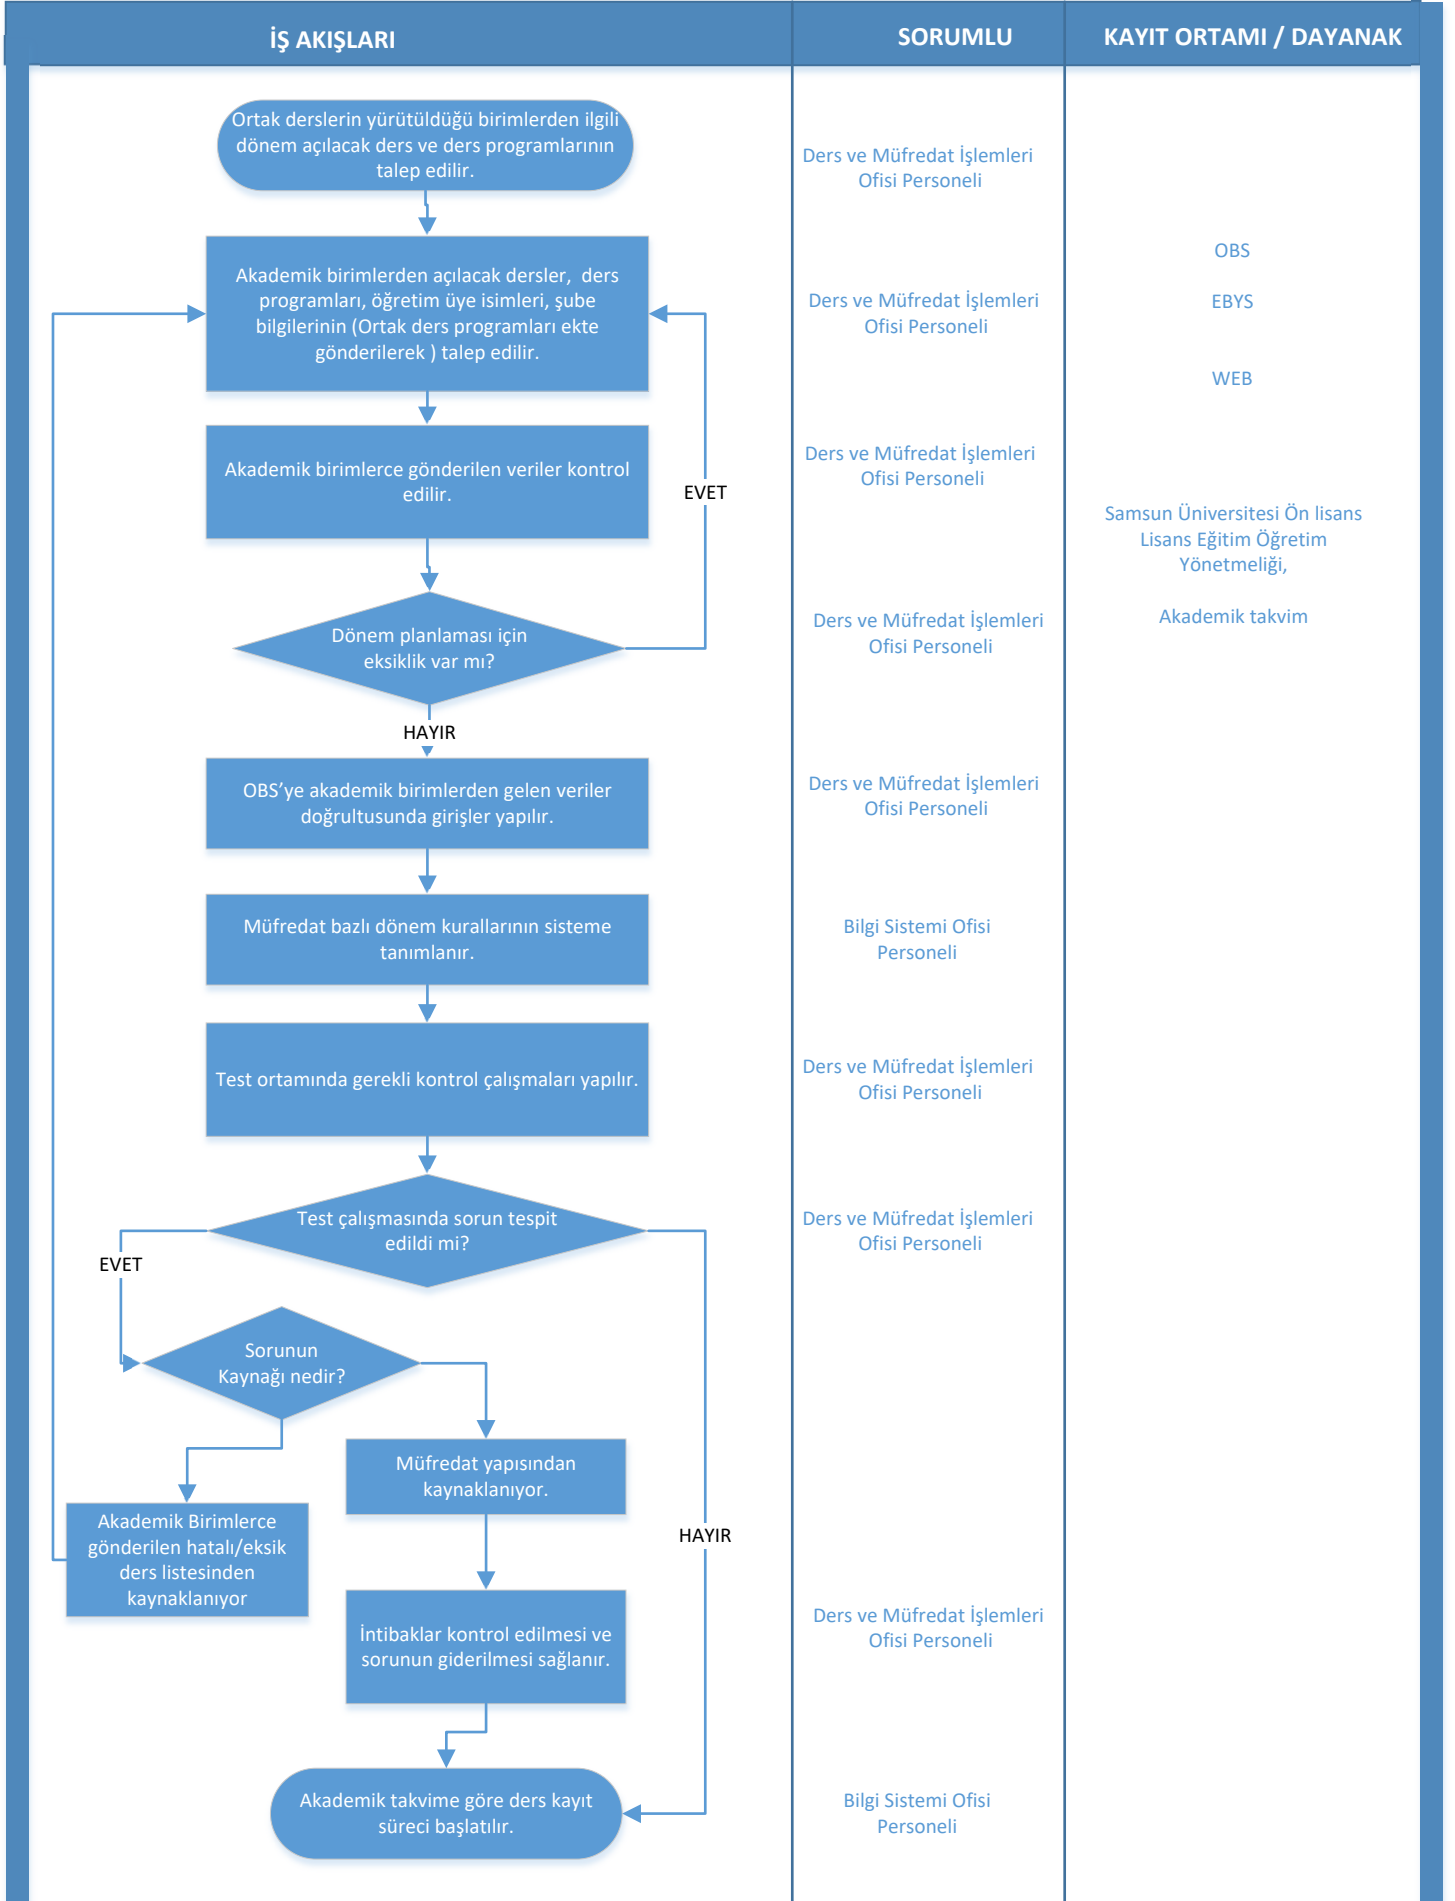 İŞ AKIŞLARI
SORUMLU
KAYIT ORTAMI / DAYANAK
Ortak derslerin yürütüldüğü birimlerden ilgili
dönem açılacak ders ve ders programlarının
talep edilir.
Ders ve Müfredat İşlemleri
Ofisi Personeli
Akademik birimlerden açılacak dersler, ders
programları, öğretim üye isimleri, şube
bilgilerinin (Ortak ders programları ekte
gönderilerek ) talep edilir.
Ders ve Müfredat İşlemleri
Ofisi Personeli
OBS
EBYS
WEB
Akademik birimlerce gönderilen veriler kontrol
edilir.
EVET
Ders ve Müfredat İşlemleri
Ofisi Personeli
Samsun Üniversitesi Ön lisans
Lisans Eğitim Öğretim
Yönetmeliği,
Akademik takvim
Dönem planlaması için
eksiklik var mı?
Ders ve Müfredat İşlemleri
Ofisi Personeli
HAYIR
OBS’ye akademik birimlerden gelen veriler
doğrultusunda girişler yapılır.
Ders ve Müfredat İşlemleri
Ofisi Personeli
Müfredat bazlı dönem kurallarının sisteme
tanımlanır.
Bilgi Sistemi Ofisi
Personeli
Test ortamında gerekli kontrol çalışmaları yapılır.
Ders ve Müfredat İşlemleri
Ofisi Personeli
Test çalışmasında sorun tespit
edildi mi?
Ders ve Müfredat İşlemleri
Ofisi Personeli
EVET
Sorunun
Kaynağı nedir?
Müfredat yapısından
kaynaklanıyor.
Akademik Birimlerce
gönderilen hatalı/eksik
ders listesinden
kaynaklanıyor
HAYIR
İntibaklar kontrol edilmesi ve
sorunun giderilmesi sağlanır.
Ders ve Müfredat İşlemleri
Ofisi Personeli
Akademik takvime göre ders kayıt
süreci başlatılır.
Bilgi Sistemi Ofisi
Personeli